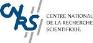 CNRS
CENTRE NATIONAL
DE LA RECHERCHE
SCIENTIFIQUE